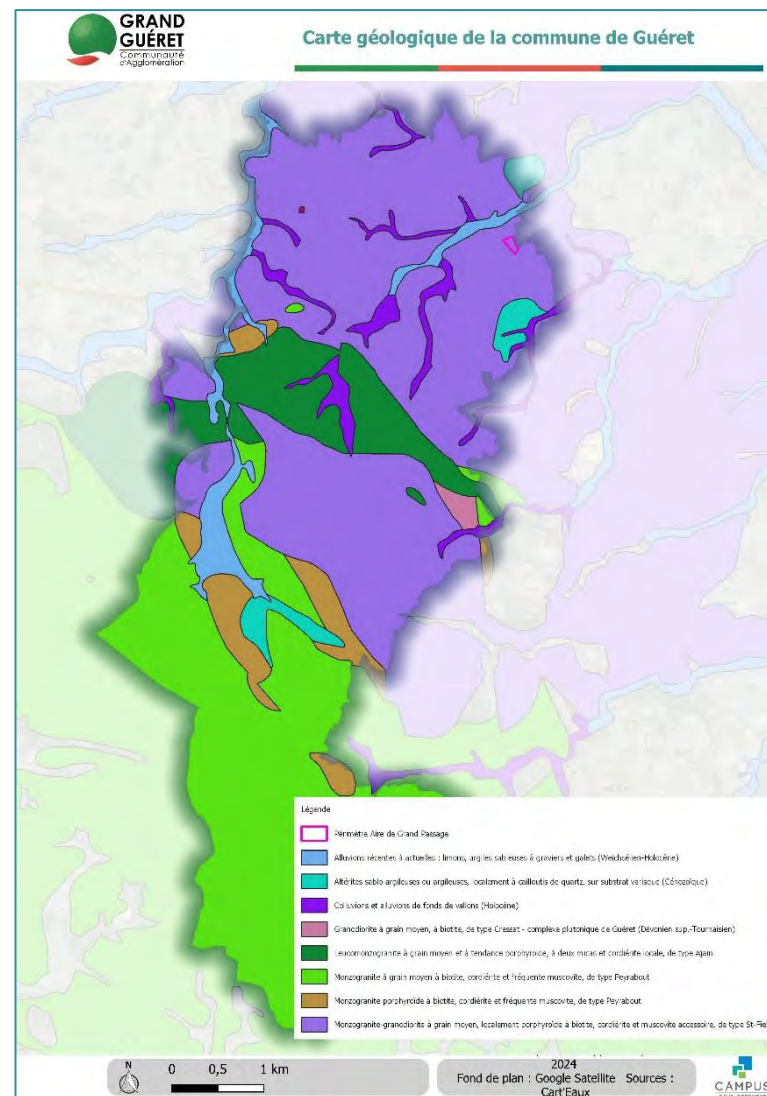 GRAND
GUÉRET
Communauté
d'Agglomération
Carte géologique de la commune de Guéret
Légende
Périmètre Aire de Grand Passage
Alluvions récentes à actuelles : limons, argiles sableuses à graviers et galets (Weichsélien-Holocène)
Altérites sablo argileuses ou argileuses, localement à cailloutis de quartz, sur substrat varisque (Cénozoïque)
Colluvions et alluvions de fonds de vallons (Holocène)
Granodiorite à grain moyen, à biotite, de type Cressat - complexe plutonique de Guéret (Dévonien sup.-Tournaisien)
Leucomonzogranite à grain moyen et à tendance porphyroïde, à deux micas et cordiérite locale, de type Ajain
Monzogranite à grain moyen à biotite, cordiérite et fréquente muscovite, de type Peyrabout
Monzogranite porphyroïde à biotite, cordiérite et fréquente muscovite, de type Peyrabout
Monzogranite-granodiorite à grain moyen, localement porphyroïde à biotite, cordiérite et muscovite accessoire, de type St-Fie
N
0 0,5 1 km
2024
Fond de plan : Google Satellite Sources :
Cart'Eaux
CAMPUS